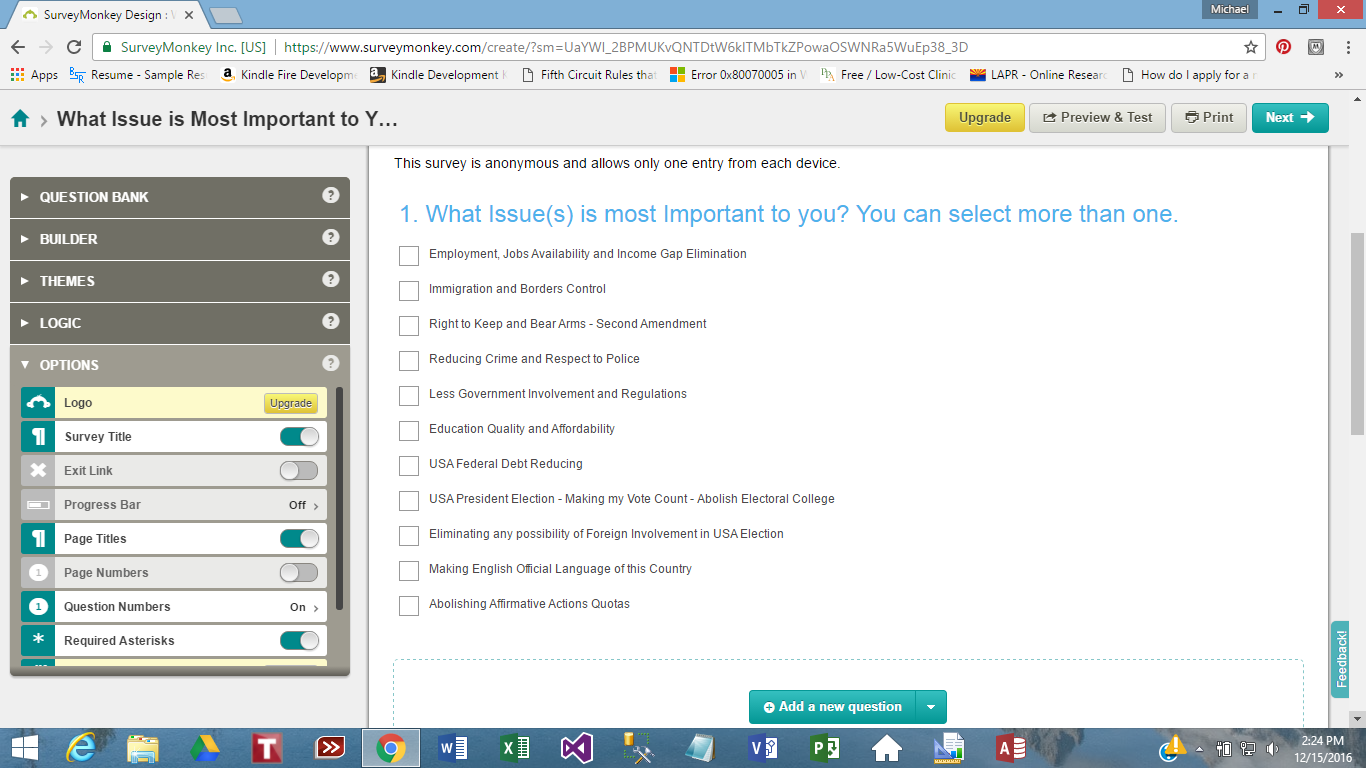 Michael
SurveyMonkey Design : W
SurveyMonkey Inc. [US] https://www.surveymonkey.com/create/?sm=UaYWI_2BPMUKvQNTDtW6kITMbTkZPowaOSWNRa5WuEp38_3D
Apps Resume - Sample Res Kindle Fire Developm Kindle Development K Fifth Circuit Rules that Error 0x80070005 in W Free / Low-Cost Clinic LAPR - Online Resear How do I apply for a r »
What Issue is Most Important to Y…
Upgrade Preview & Test Print Next
This survey is anonymous and allows only one entry from each device.
QUESTION BANK ?
BUILDER ?
THEMES ?
LOGIC ?
OPTIONS ?
Logo Upgrade
Survey Title
Exit Link
Progress Bar Off
Page Titles
1 Page Numbers
1 Question Numbers On
* Required Asterisks
1. What Issue(s) is most Important to you? You can select more than one.
Employment, Jobs Availability and Income Gap Elimination
Immigration and Borders Control
Right to Keep and Bear Arms - Second Amendment
Reducing Crime and Respect to Police
Less Government Involvement and Regulations
Education Quality and Affordability
USA Federal Debt Reducing
USA President Election - Making my Vote Count - Abolish Electoral College
Eliminating any possibility of Foreign Involvement in USA Election
Making English Official Language of this Country
Abolishing Affirmative Actions Quotas
Add a new question
Feedback!
2:24 PM
12/15/2016